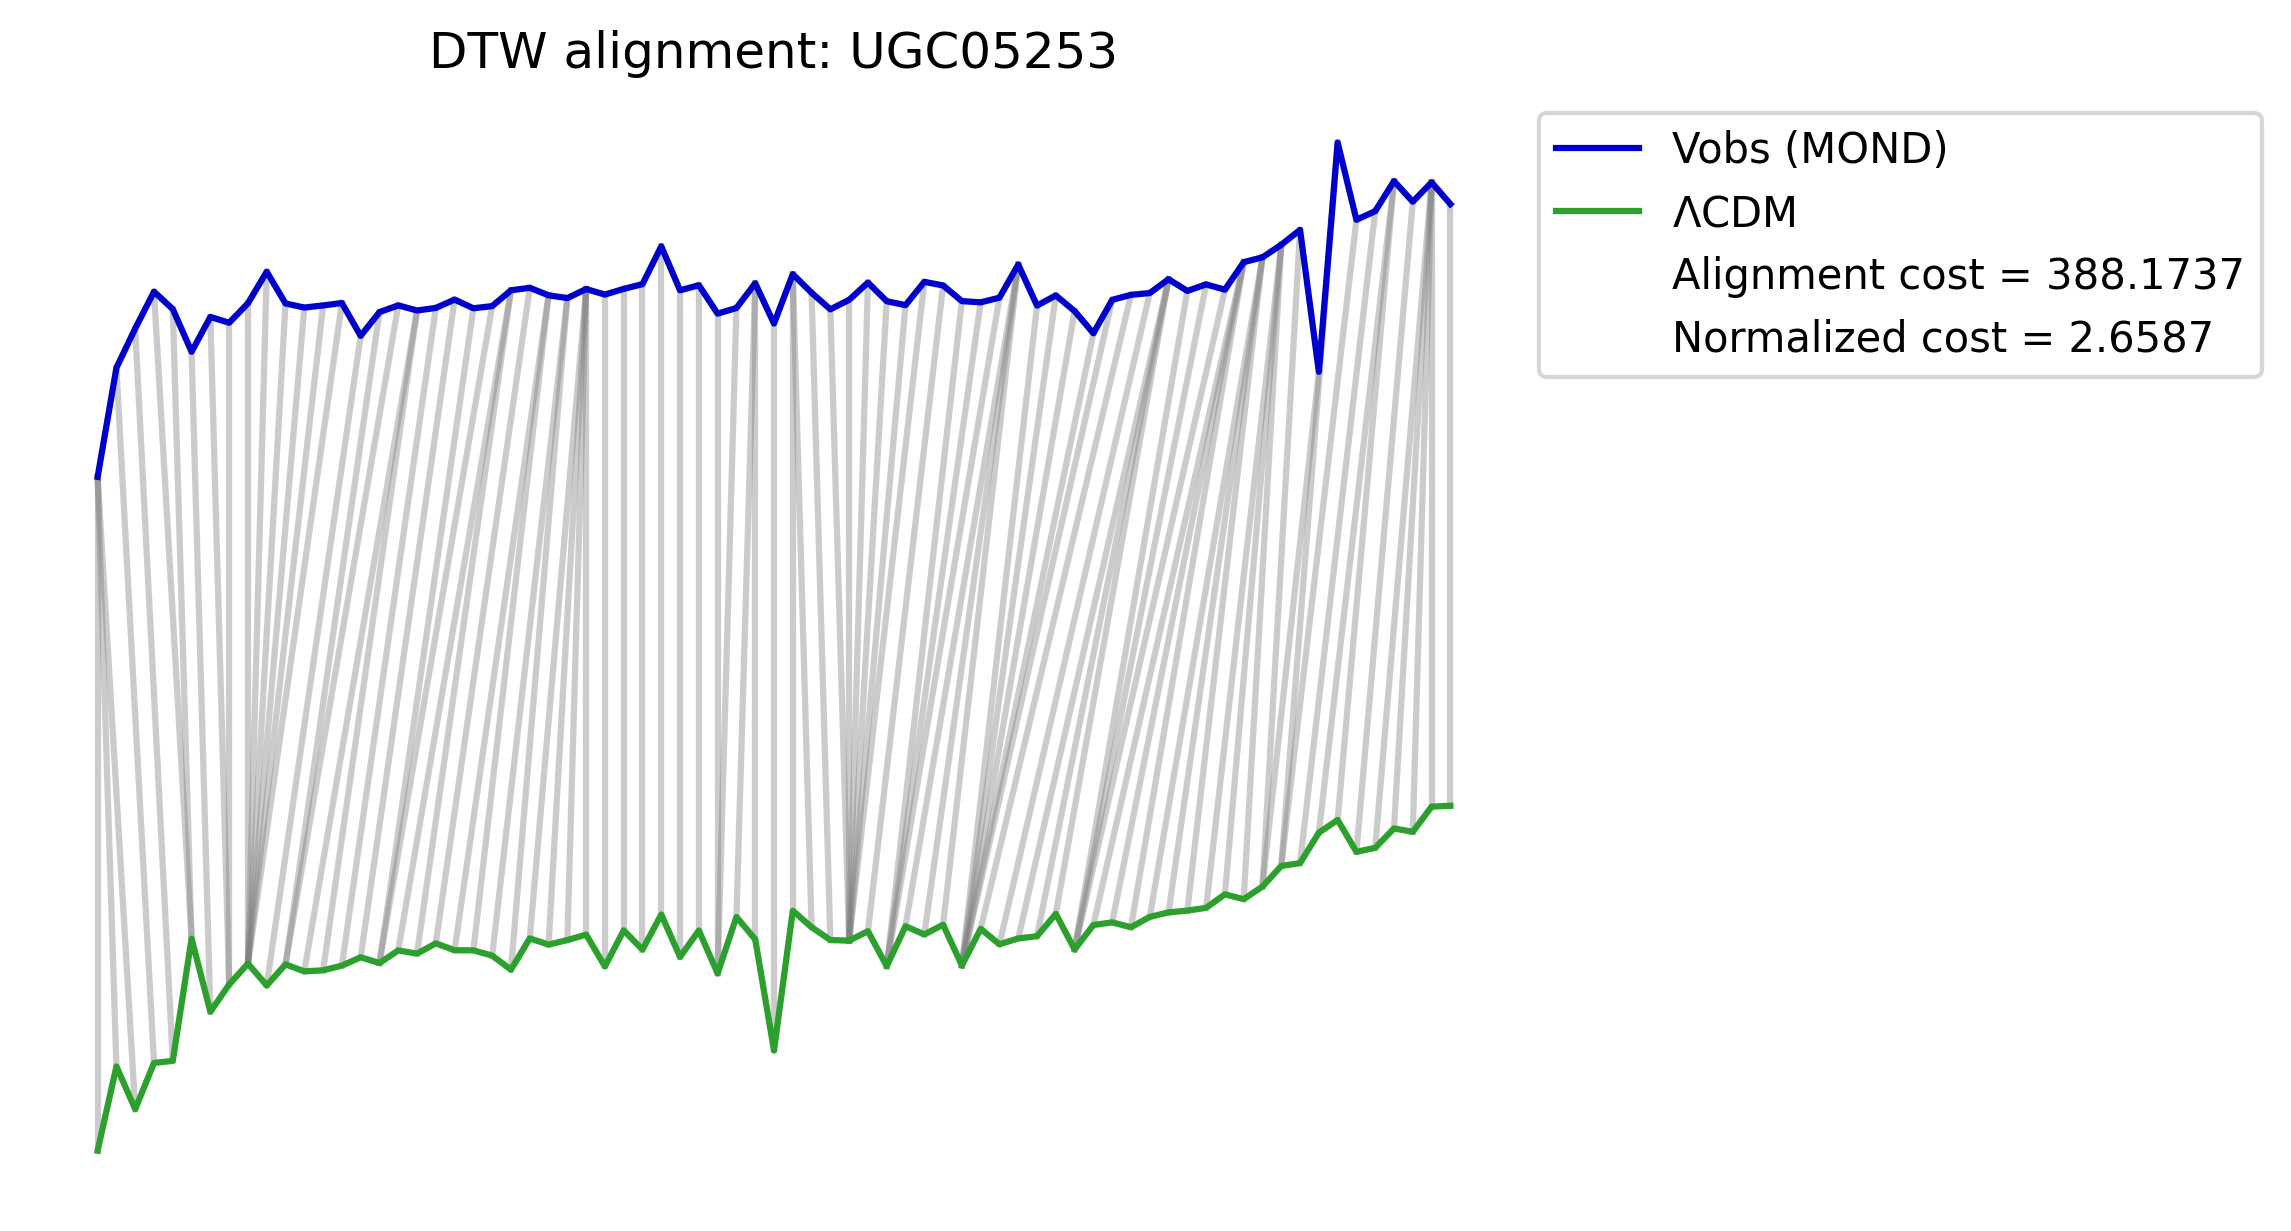 DTW alignment: UGC05253
Vobs (MOND)
ΛCDM
Alignment cost = 388.1737
Normalized cost = 2.6587